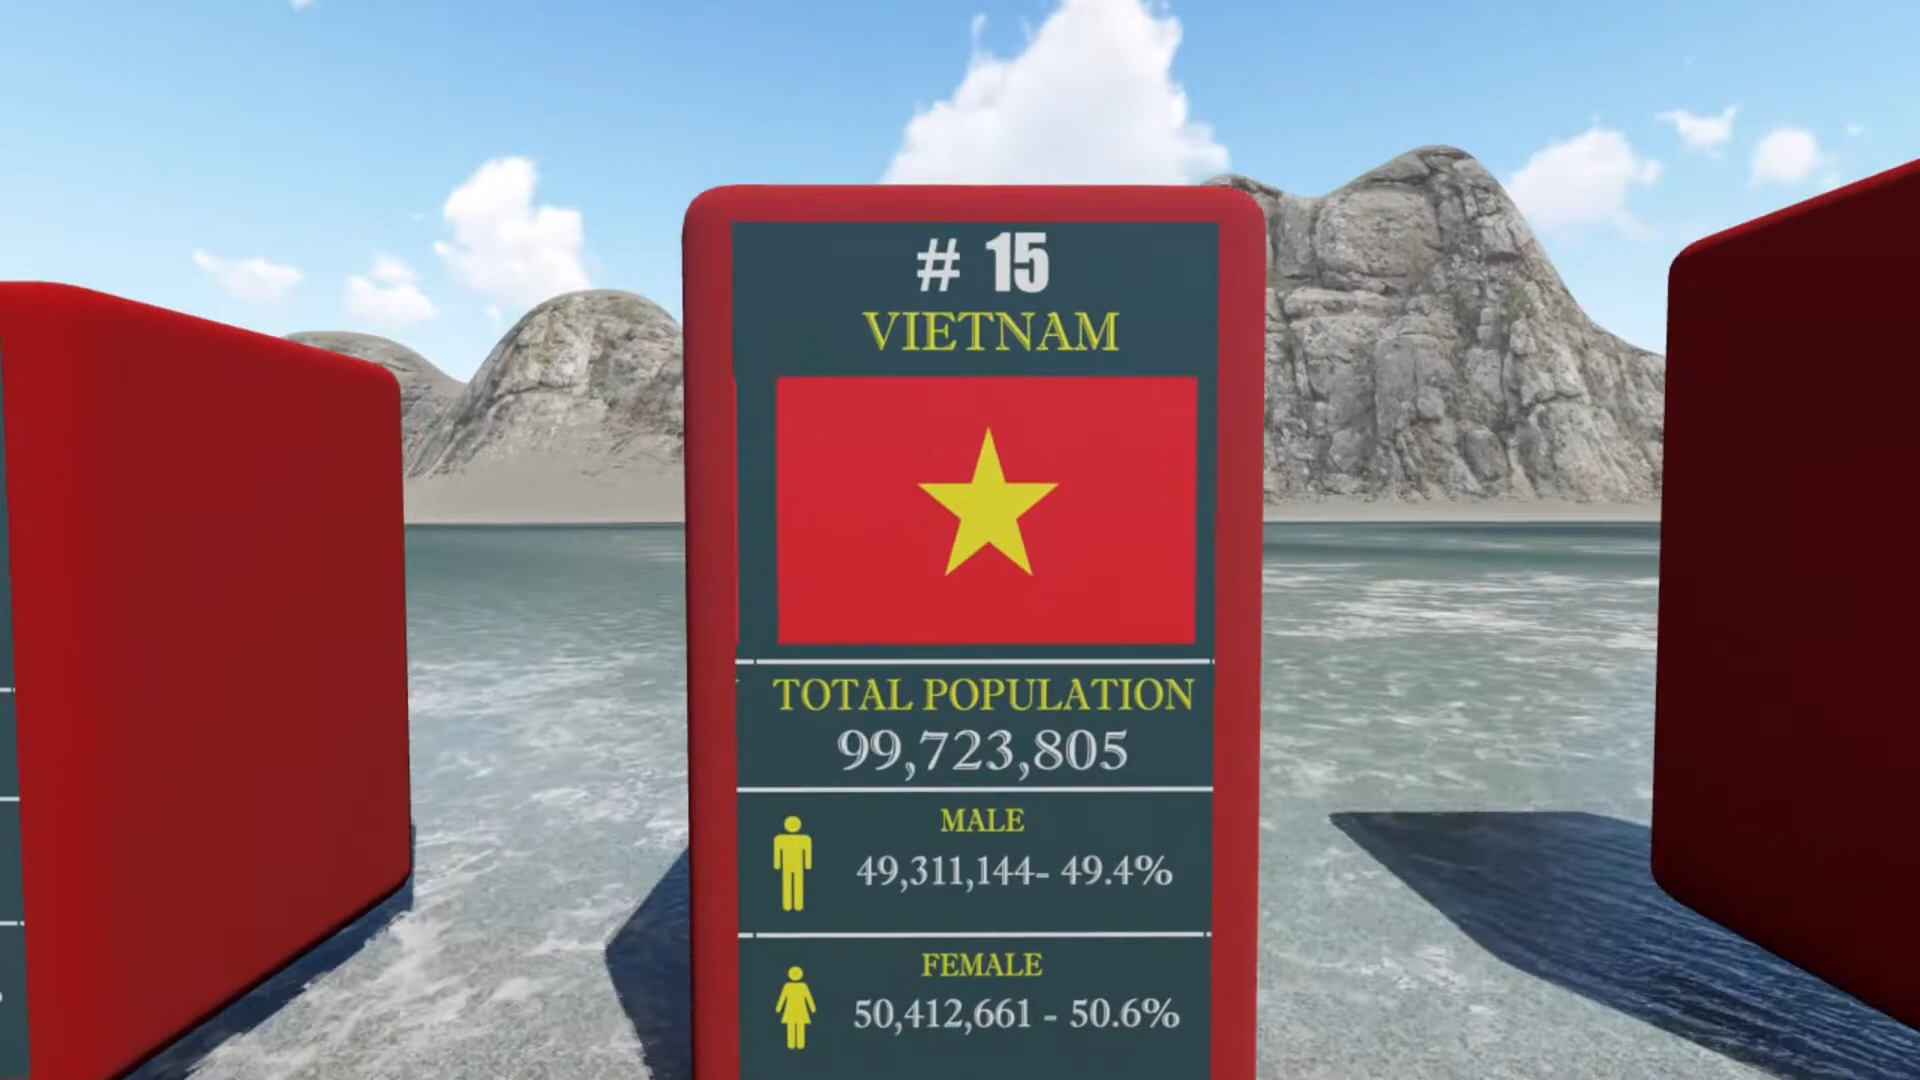 # 15
VIETNAM
TOTAL POPULATION
99,723,805
MALE
49,311,144- 49.4%
FEMALE
50,412,661 - 50.6%